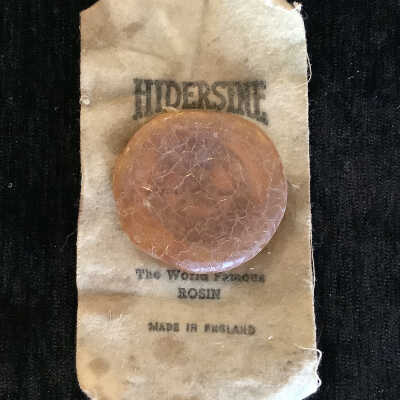 HIDERSINE
The World Famous
ROSIN
MADE IN ENGLAND